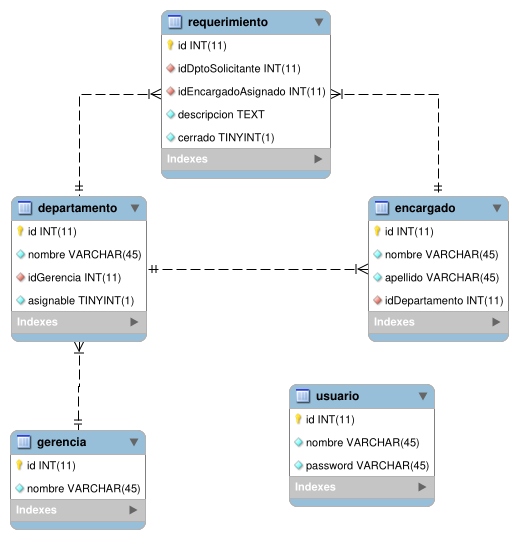 requerimiento
id INT(11)
idDptoSolicitante INT(11)
idEncargadoAsignado INT(11)
descripcion TEXT
cerrado TINYINT(1)
Indexes
departamento
id INT(11)
nombre VARCHAR(45)
idGerencia INT(11)
asignable TINYINT(1)
Indexes
encargado
id INT(11)
nombre VARCHAR(45)
apellido VARCHAR(45)
idDepartamento INT(11)
Indexes
usuario
id INT(11)
nombre VARCHAR(45)
password VARCHAR(45)
Indexes
gerencia
id INT(11)
nombre VARCHAR(45)
Indexes